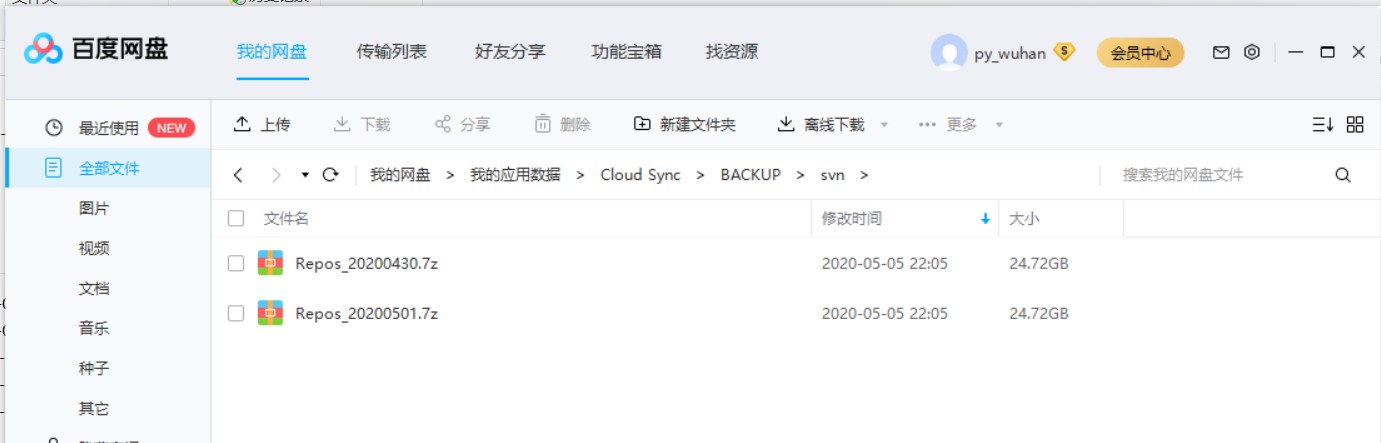 百度网盘 我的网盘 传输列表 好友分享 功能宝箱 找资源 py_wuhan S 会员中心
最近使用 NEW
全部文件
图片
视频
文档
音乐
种子
其它
上传 下载 分享 删除 新建文件夹 离线下载 更多
我的网盘 > 我的应用数据 > Cloud Sync > BACKUP > svn > 搜索我的网盘文件
文件名 修改时间 大小
Repos_20200430.7z 2020-05-05 22:05 24.72GB
Repos_20200501.7z 2020-05-05 22:05 24.72GB